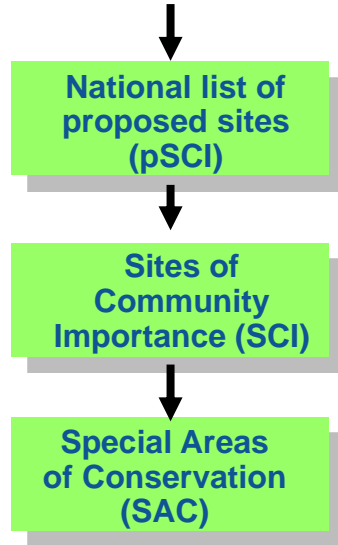 National list of
proposed sites
(pSCI)
Sites of
Community
Importance (SCI)
Special Areas
of Conservation
(SAC)